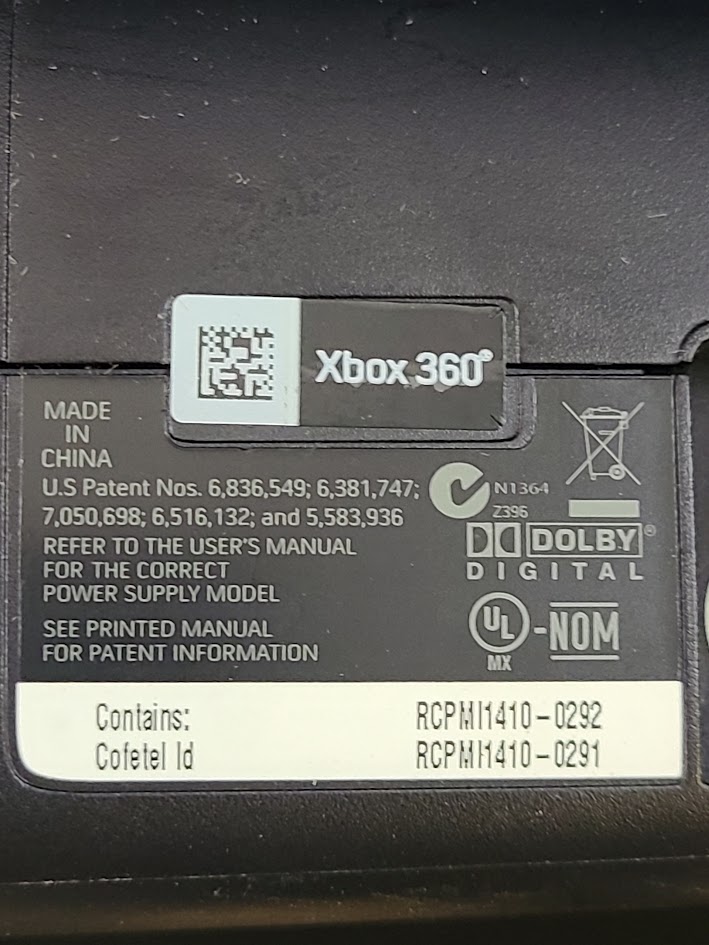 Xbox 360®
MADE
IN
CHINA
U.S Patent Nos. 6,836,549; 6,381,747;
7,050,698; 6,516,132; and 5,583,936
REFER TO THE USER'S MANUAL
FOR THE CORRECT
POWER SUPPLY MODEL
SEE PRINTED MANUAL
FOR PATENT INFORMATION
N1364
Z396
DOLBY®
DIGITAL
UL-NOM
MX
Contains: RCPMI1410-0292
Cofetel Id RCPMI1410-0291